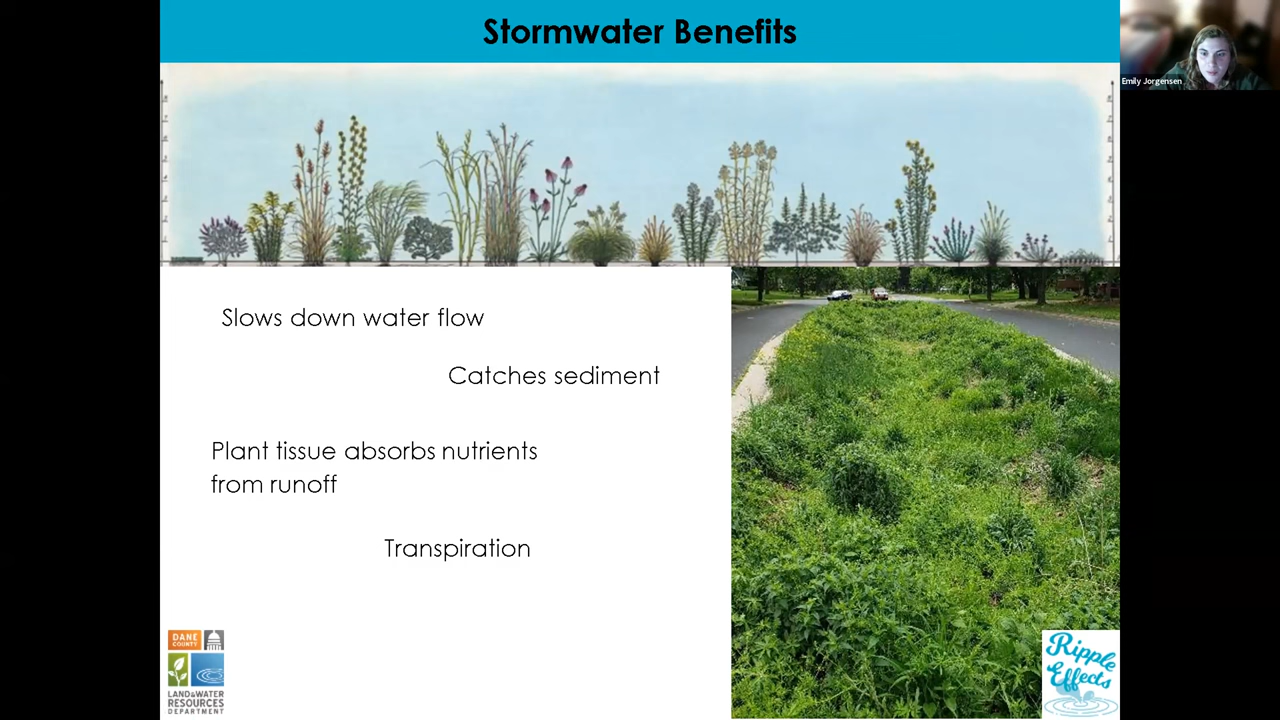 Stormwater Benefits
Emily Jorgensen
Slows down water flow
Catches sediment
Plant tissue absorbs nutrients
from runoff
Transpiration
DANE
COUNTY
LAND & WATER
RESOURCES
DEPARTMENT
Ripple
Effects